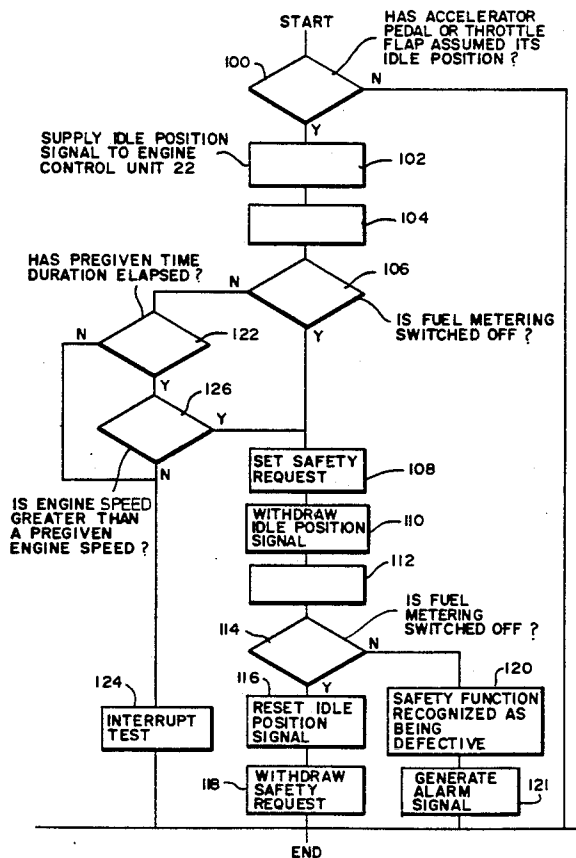 START
HAS ACCELERATOR
PEDAL OR THROTTLE
FLAP ASSUMED ITS
IDLE POSITION?
100
N
Y
SUPPLY IDLE POSITION
SIGNAL TO ENGINE
CONTROL UNIT 22
102
104
HAS PREGIVEN TIME
DURATION ELAPSED?
N
106
IS FUEL METERING
SWITCHED OFF?
N
122
Y
Y
126
Y
N
IS ENGINE SPEED
GREATER THAN
A PREGIVEN
ENGINE SPEED?
SET SAFETY
REQUEST
108
WITHDRAW
IDLE POSITION
SIGNAL
110
112
IS FUEL
METERING
SWITCHED OFF?
114
N
Y
124
INTERRUPT
TEST
116
RESET IDLE
POSITION
SIGNAL
120
SAFETY FUNCTION
RECOGNIZED AS
BEING
DEFECTIVE
118
WITHDRAW
SAFETY
REQUEST
GENERATE
ALARM
SIGNAL
121
END